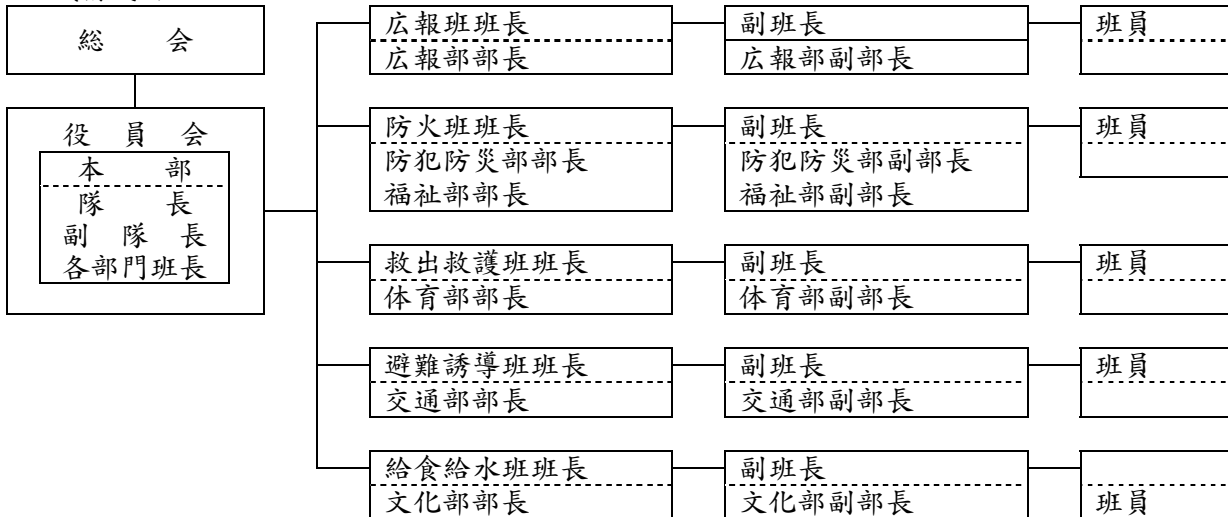 総　会
役　員　会
本　部
隊　長
副　隊　長
各部門班長
広報班班長
広報部部長
副班長
広報部副部長
班員
防火班班長
防犯防災部部長
福祉部部長
副班長
防犯防災部副部長
福祉部副部長
班員
救出救護班班長
体育部部長
副班長
体育部副部長
班員
避難誘導班班長
交通部部長
副班長
交通部副部長
班員
給食給水班班長
文化部部長
副班長
文化部副部長
班員